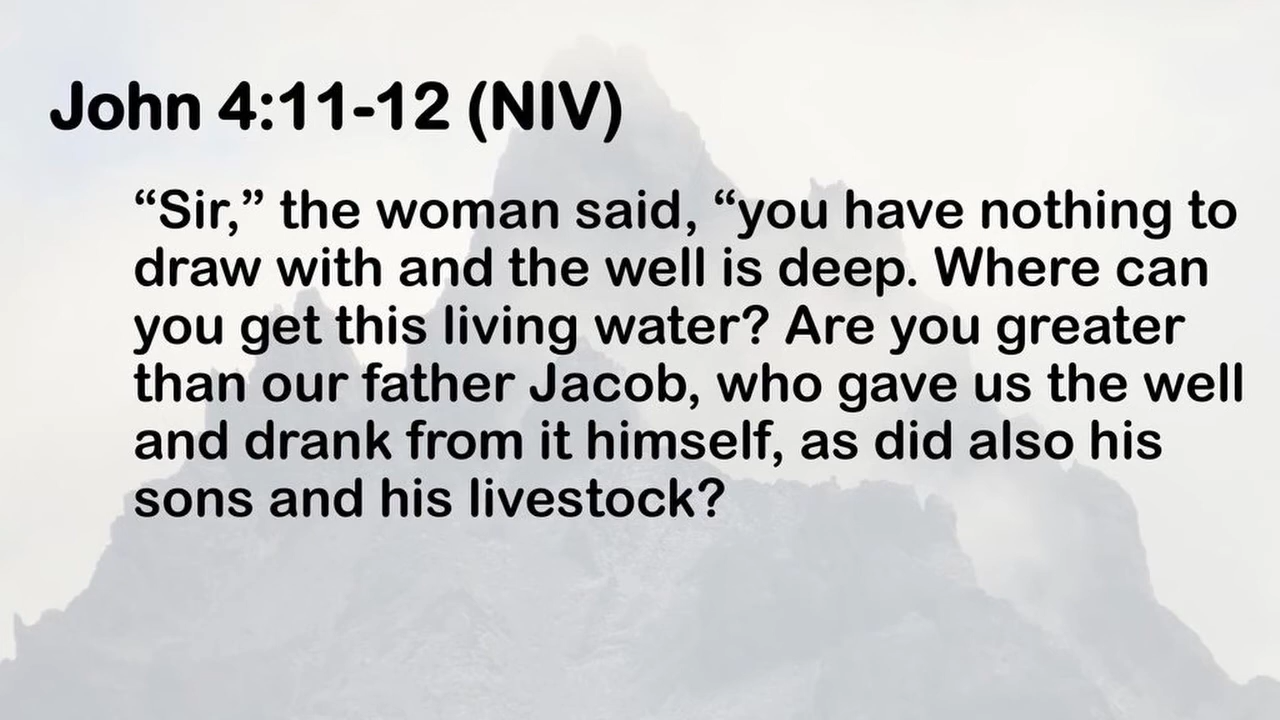 John 4:11-12 (NIV)
“Sir,” the woman said, “you have nothing to
draw with and the well is deep. Where can
you get this living water? Are you greater
than our father Jacob, who gave us the well
and drank from it himself, as did also his
sons and his livestock?